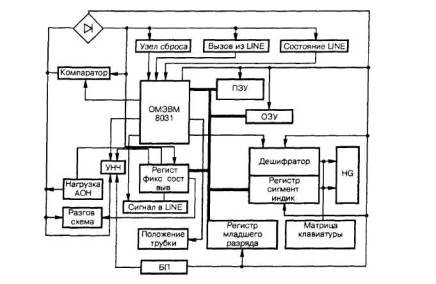 Узел сброса
Вызов из LINE
Состояние LINE
Компаратор
ОМЭВМ
8031
ПЗУ
ОЗУ
УНЧ
Регист
фикс сост
выв
Дешифратор
Регистр
сигмент
индик
HG
Нагрузка
АОН
Сигнал в LINE
Разгов
схема
Положение
трубки
Регистр
младшего
разряда
Матрица
клавиатуры
БП